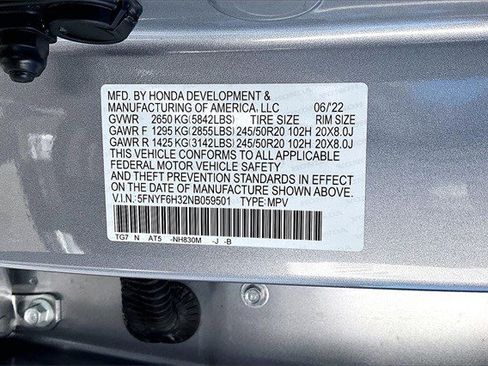 MFD. BY HONDA DEVELOPMENT &
MANUFACTURING OF AMERICA, LLC 06/'22
GVWR 2650 KG (5842LBS) TIRE SIZE RIM SIZE
GAWR F 1295 KG (2855LBS) 245/50R20 102H 20X8.0J
GAWR R 1425 KG (3142LBS) 245/50R20 102H 20X8.0J
THIS VEHICLE CONFORMS TO ALL APPLICABLE
FEDERAL MOTOR VEHICLE SAFETY
AND THEFT PREVENTION STANDARDS IN EFFECT
ON THE DATE OF MANUFACTURE SHOWN ABOVE.
V.I.N.: 5FNYF6H32NB059501 TYPE: MPV
TG7 N AT5 -NH830M -J -B